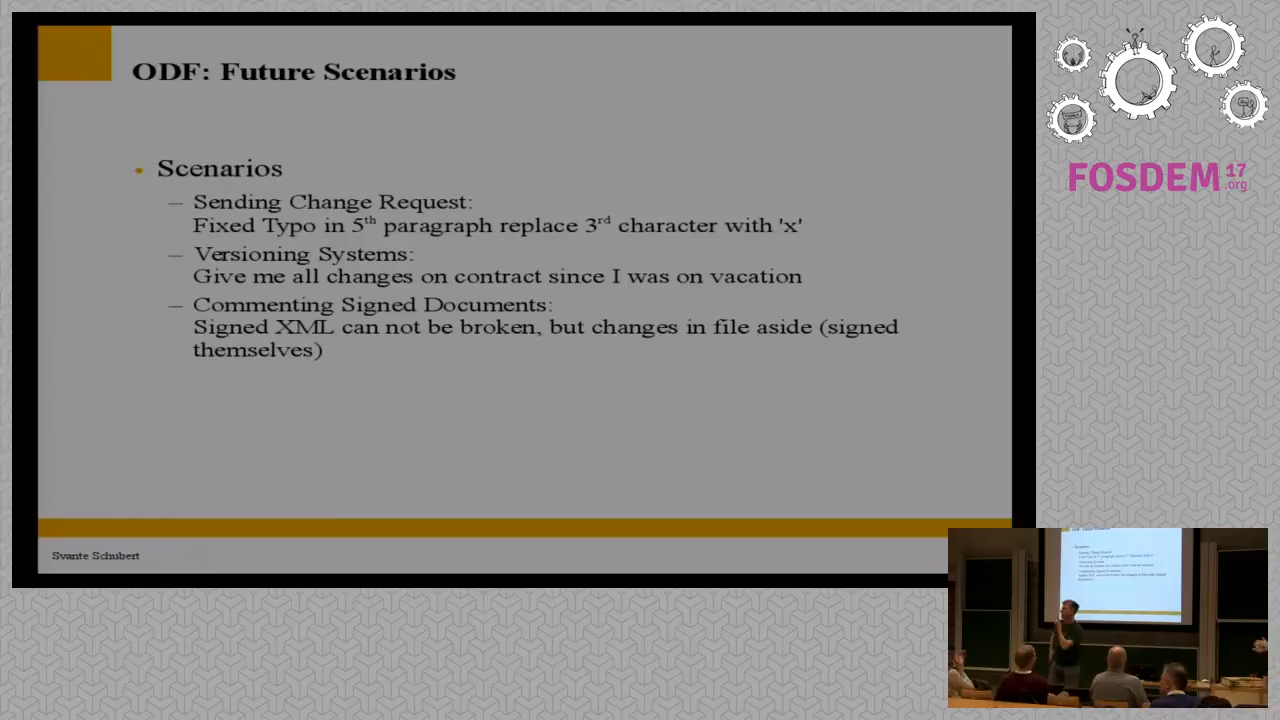 ODF: Future Scenarios
• Scenarios
– Sending Change Request:
Fixed Typo in 5th paragraph replace 3rd character with 'x'
– Versioning Systems:
Give me all changes on contract since I was on vacation
– Commenting Signed Documents:
Signed XML can not be broken, but changes in file aside (signed
themselves)
Svante Schubert
FOSDEM 17
.org